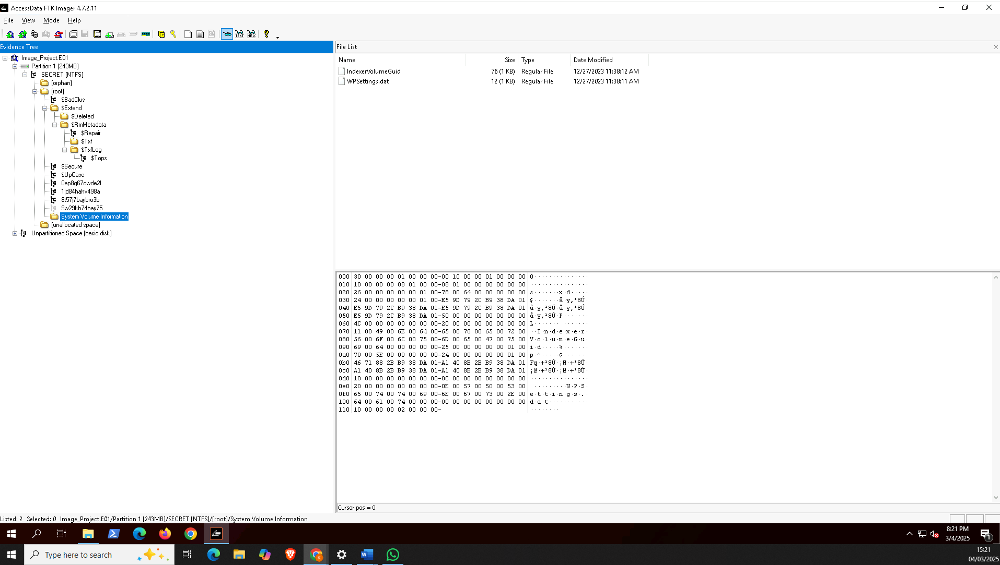 AccessData FTK Imager 4.7.2.11
File View Mode Help
Evidence Tree
Image_Project.E01
Partition 1 [243MB]
SECRET [NTFS]
[orphan]
[root]
$BadClus
$Extend
$Deleted
$RmMetadata
$Repair
$Txf
$TxfLog
$Tops
$Secure
$UpCase
0ap8g67cwde2l
1jd84hahv498a
8t57j7baybro3b
9w29kb74bay75
System Volume Information
[unallocated space]
Unpartitioned Space [basic disk]
File List
Name Size Type Date Modified
IndexerVolumeGuid 76 (1 KB) Regular File 12/27/2023 11:38:12 AM
WPSettings.dat 12 (1 KB) Regular File 12/27/2023 11:38:11 AM
000 30 00 00 00 01 00 00 00-00 10 00 00 01 00 00 00 0···············
010 10 00 00 00 08 01 00 00-08 01 00 00 00 00 00 00 ················
020 26 00 00 00 00 00 01 00-78 00 64 00 00 00 00 00 &·······x·d·····
030 24 00 00 00 00 00 01 00-E5 9D 79 2C B9 38 DA 01 $·······å·y,¹8Ú·
040 E5 9D 79 2C B9 38 DA 01-E5 9D 79 2C B9 38 DA 01 å·y,¹8Ú·å·y,¹8Ú·
050 E5 9D 79 2C B9 38 DA 01-50 00 00 00 00 00 00 00 å·y,¹8Ú·P·······
060 4C 00 00 00 00 00 00 00-20 00 00 00 00 00 00 00 L······· ·······
070 11 00 49 00 6E 00 64 00-65 00 78 00 65 00 72 00 ··I·n·d·e·x·e·r·
080 56 00 6F 00 6C 00 75 00-6D 00 65 00 47 00 75 00 V·o·l·u·m·e·G·u·
090 69 00 64 00 00 00 00 00-25 00 00 00 00 00 01 00 i·d·····%·······
0a0 70 00 5E 00 00 00 00 00-24 00 00 00 00 00 01 00 p·^·····$·······
0b0 46 71 88 2B B9 38 DA 01-A1 40 8B 2B B9 38 DA 01 Fq·+¹8Ú·¡@·+¹8Ú·
0c0 A1 40 8B 2B B9 38 DA 01-A1 40 8B 2B B9 38 DA 01 ¡@·+¹8Ú·¡@·+¹8Ú·
0d0 10 00 00 00 00 00 00 00-0C 00 00 00 00 00 00 00 ················
0e0 20 00 00 00 00 00 00 00-0E 00 57 00 50 00 53 00  ·········W·P·S·
0f0 65 00 74 00 74 00 69 00-6E 00 67 00 73 00 2E 00 e·t·t·i·n·g·s·.·
100 64 00 61 00 74 00 00 00-00 00 00 00 00 00 00 00 d·a·t···········
110 10 00 00 00 02 00 00 00- ········
Cursor pos = 0
Listed: 2 Selected: 0 Image_Project.E01/Partition 1 [243MB]/SECRET [NTFS]/[root]/System Volume Information
8:21 PM
3/4/2025
1
Type here to search
15:21
04/03/2025